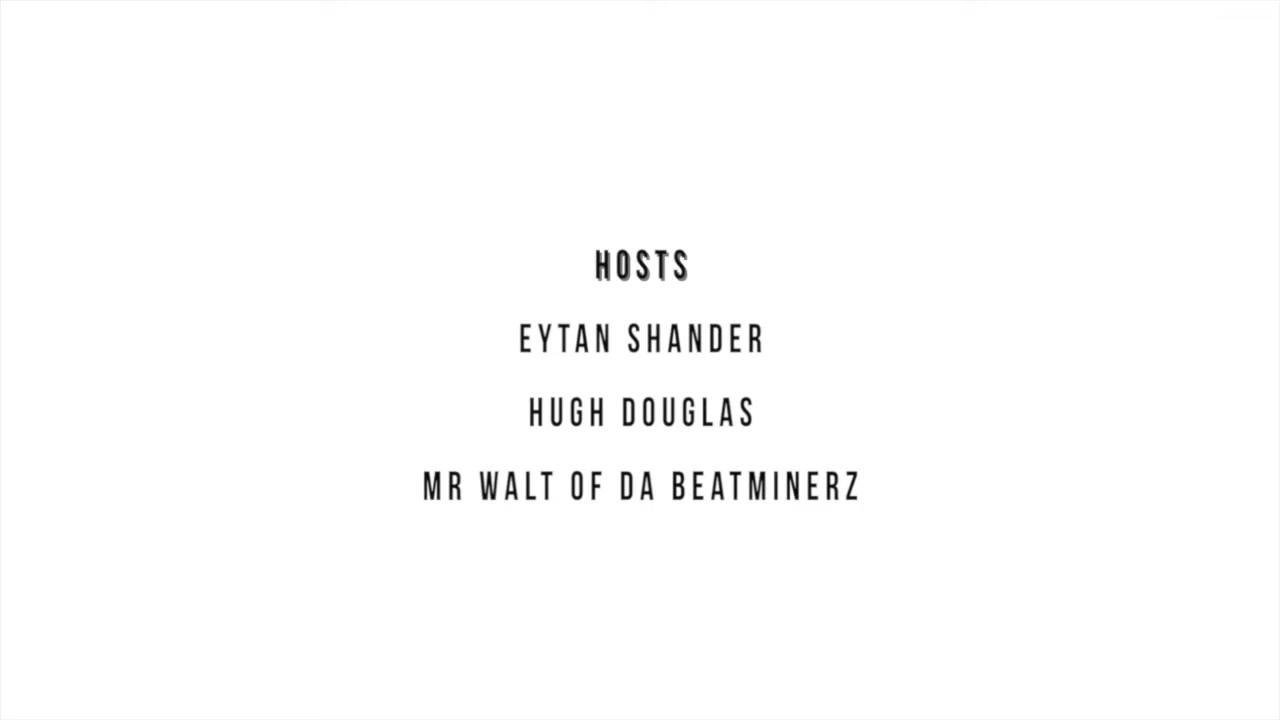 HOSTS
EYTAN SHANDER
HUGH DOUGLAS
MR WALT OF DA BEATMINERZ